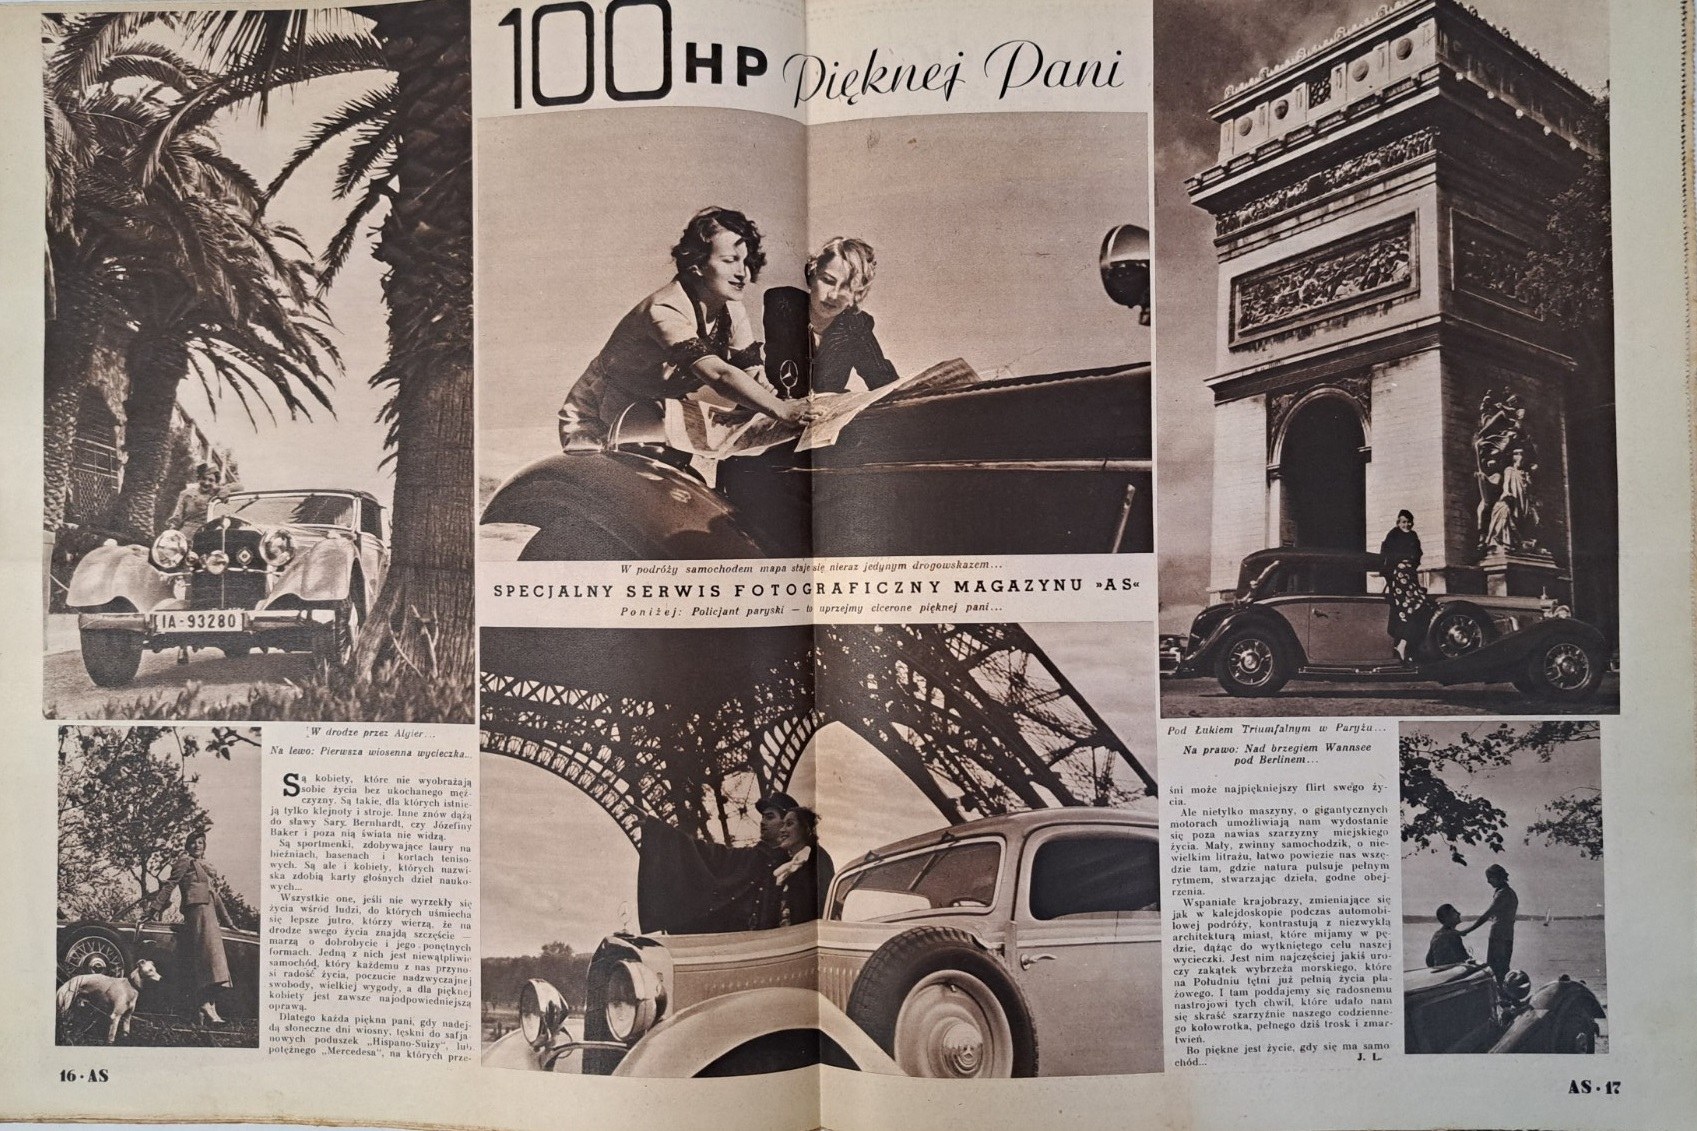 100 HP Pięknej Pani
IA-93280
W podróży samochodem mapa staje się nieraz jedynym drogowskazem...
SPECJALNY SERWIS FOTOGRAFICZNY MAGAZYNU »AS«
Poniżej: Policjant paryski — to uprzejmy cicerone pięknej pani...
W drodze przez Algier...
Na lewo: Pierwsza wiosenna wycieczka...
Są kobiety, które nie wyobrażają
sobie życia bez ukochanego męż-
czyzny. Są takie, dla których istnie-
ją tylko klejnoty i stroje. Inne znów dążą
do sławy Sary Bernhardt, czy Józefiny
Baker i poza nią świata nie widzą.
Są sportmenki, zdobywające laury na
bieżniach, basenach i kortach teniso-
wych. Są ale i kobiety, których nazwi-
ska zdobią karty głośnych dzieł nauko-
wych...
Wszystkie one, jeśli nie wyrzekły się
życia wśród ludzi, do których uśmiecha
się lepsze jutro, którzy wierzą, że na
drodze swego życia znajdą szczęście —
marzą o dobrobycie i jego ponętnych
formach. Jedną z nich jest niewątpliwie
samochód, który każdemu z nas przyno-
si radość życia, poczucie nadzwyczajnej
swobody, wielkiej wygody, a dla pięknej
kobiety jest zawsze najodpowiedniejszą
oprawą.
Dlatego każda piękna pani, gdy nadej-
dą słoneczne dni wiosny, tęskni do safja-
nowych poduszek „Hispano-Suizy", lub
potężnego „Mercedesa", na których prze-
16 · AS
Pod Łukiem Triumfalnym w Paryżu...
Na prawo: Nad brzegiem Wannsee
pod Berlinem...
śni może najpiękniejszy flirt swego ży-
cia.
Ale nietylko maszyny, o gigantycznych
motorach umożliwiają nam wydostanie
się poza nawias szarzyzny miejskiego
życia. Mały, zwinny samochodzik, o nie-
wielkim litrażu, łatwo powiezie nas wszę-
dzie tam, gdzie natura pulsuje pełnym
rytmem, stwarzając dzieła, godne obej-
rzenia.
Wspaniałe krajobrazy, zmieniające się
jak w kalejdoskopie podczas automobi-
lowej podróży, kontrastują z niezwykłą
architekturą miast, które mijamy w pę-
dzie, dążąc do wytkniętego celu naszej
wycieczki. Jest nim najczęściej jakiś uro-
czy zakątek wybrzeża morskiego, które
na Południu tętni już pełnią życia pla-
żowego. I tam poddajemy się radosnemu
nastrojowi tych chwil, które udało nam
się skraść szarzyźnie naszego codzienne-
go kołowrotka, pełnego dziś trosk i zmar-
twień.
Bo piękne jest życie, gdy się ma samo
chód...
J. L.
AS · 17